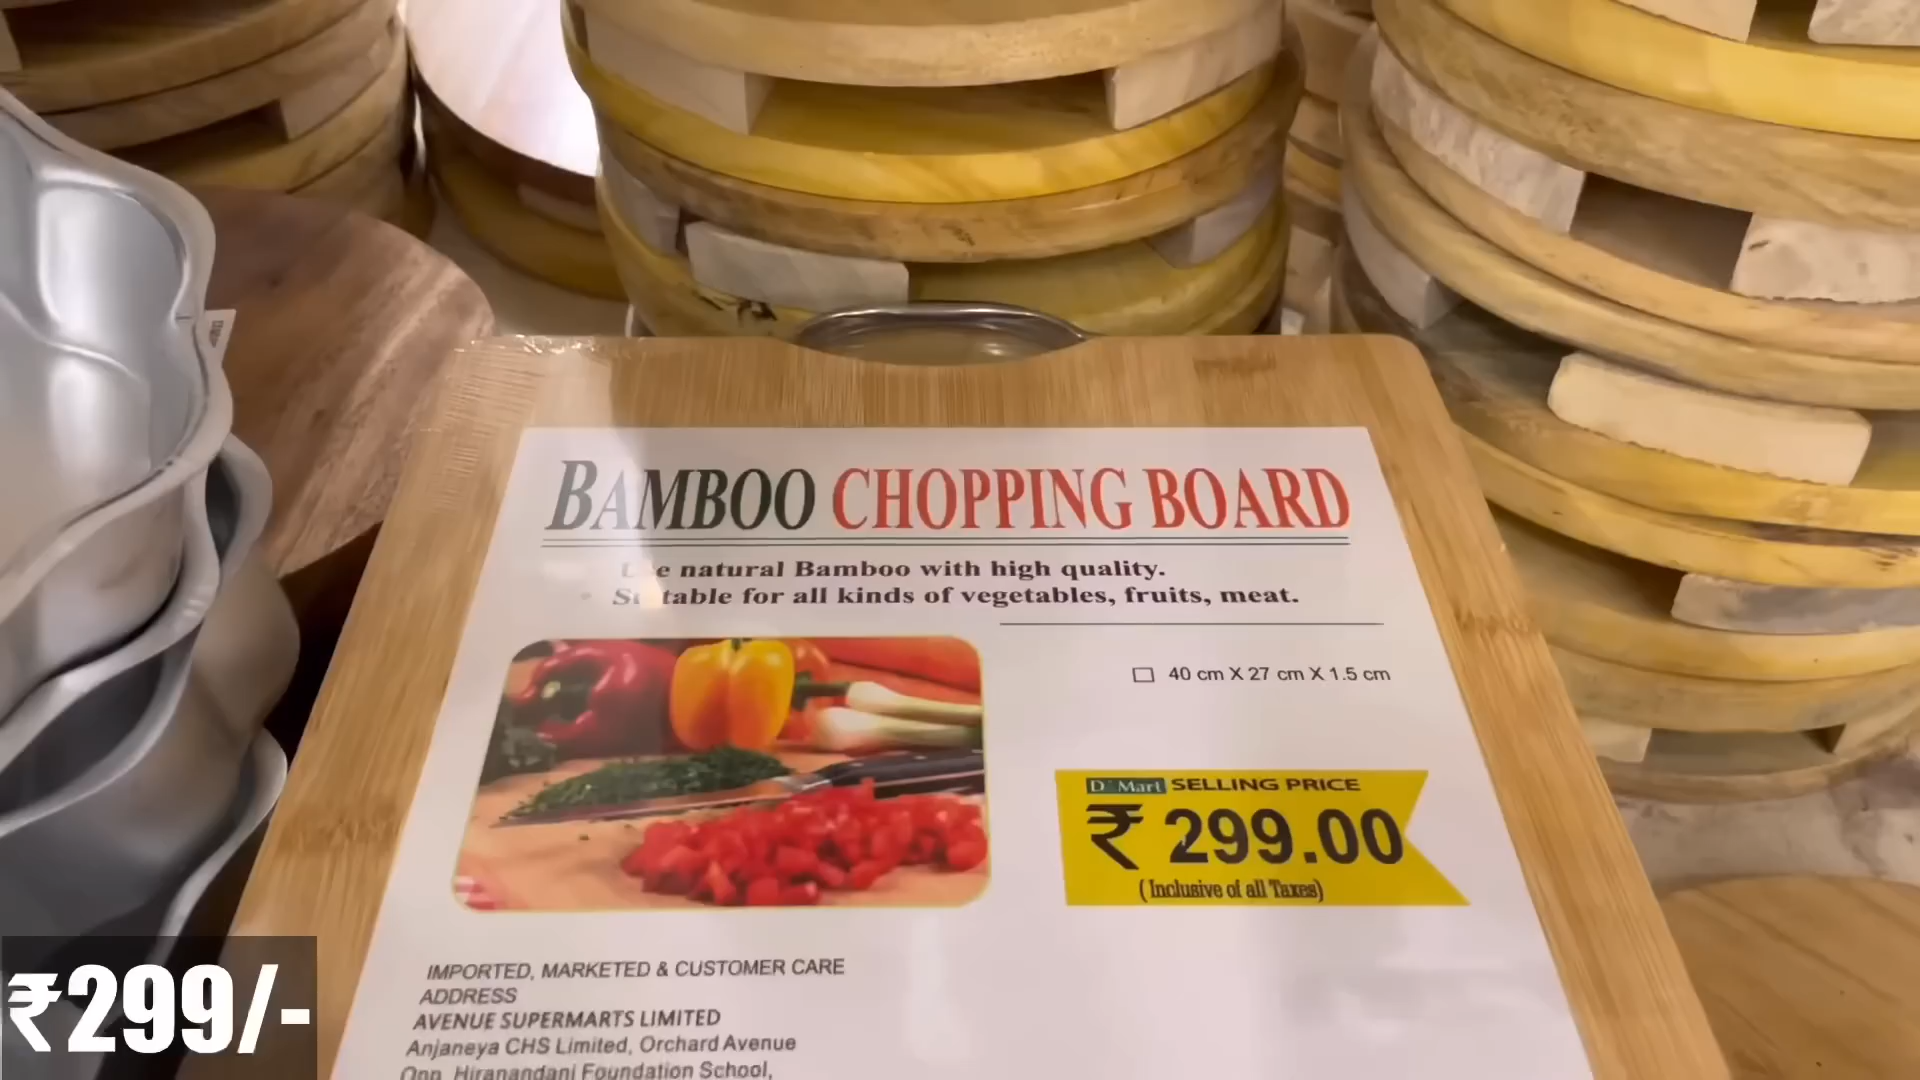 BAMBOO CHOPPING BOARD
natural Bamboo with high quality.
for all kinds of vegetables, fruits, meat.
40 cm X 27 cm X 1.5 cm
D Mart SELLING PRICE
₹ 299.00
(Inclusive of all Taxes)
IMPORTED, MARKETED & CUSTOMER CARE
ADDRESS
AVENUE SUPERMARTS LIMITED
Anjaneya CHS Limited, Orchard Avenue
Opp. Hiranandani Foundation School,
₹299/-